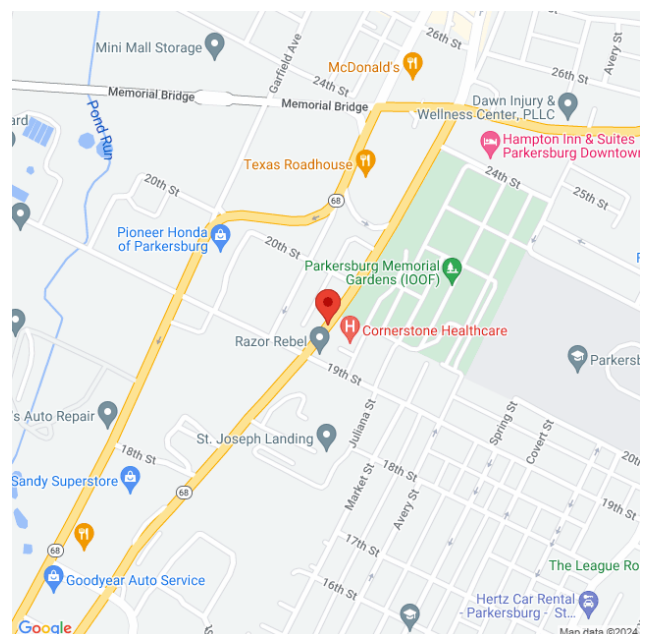 26th St
Avery St
Mini Mall Storage
Garfield Ave
McDonald's
24th St
26th St
Memorial Bridge
Memorial Bridge
Dawn Injury &
Wellness Center, PLLC
Pond Run
Hampton Inn & Suites
Parkersburg Downtown
Texas Roadhouse
24th St
20th St
25th St
68
Pioneer Honda
of Parkersburg
20th St
Parkersburg Memorial
Gardens (IOOF)
Cornerstone Healthcare
Razor Rebel
19th St
's Auto Repair
Juliana St
Spring St
Covert St
St. Joseph Landing
18th St
18th St
20th
Sandy Superstore
Market St
Avery St
68
19th St
17th St
68
The League Ro
Goodyear Auto Service
16th St
Hertz Car Rental
- Parkersburg - St...
Google
Map data ©2024